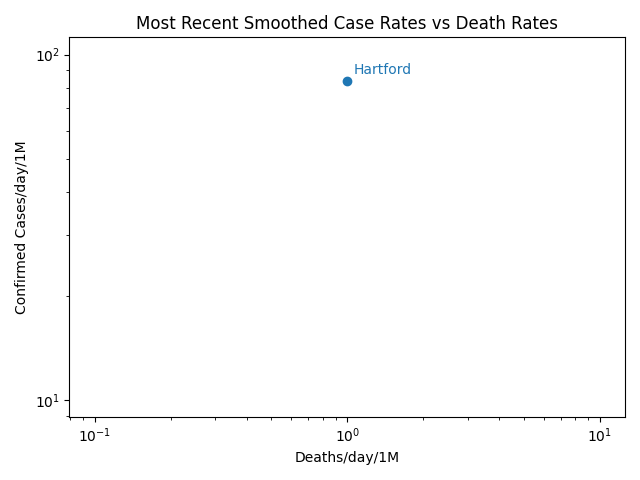 Most Recent Smoothed Case Rates vs Death Rates
10²
Hartford
Confirmed Cases/day/1M
10¹
10⁻¹
10⁰
10¹
Deaths/day/1M